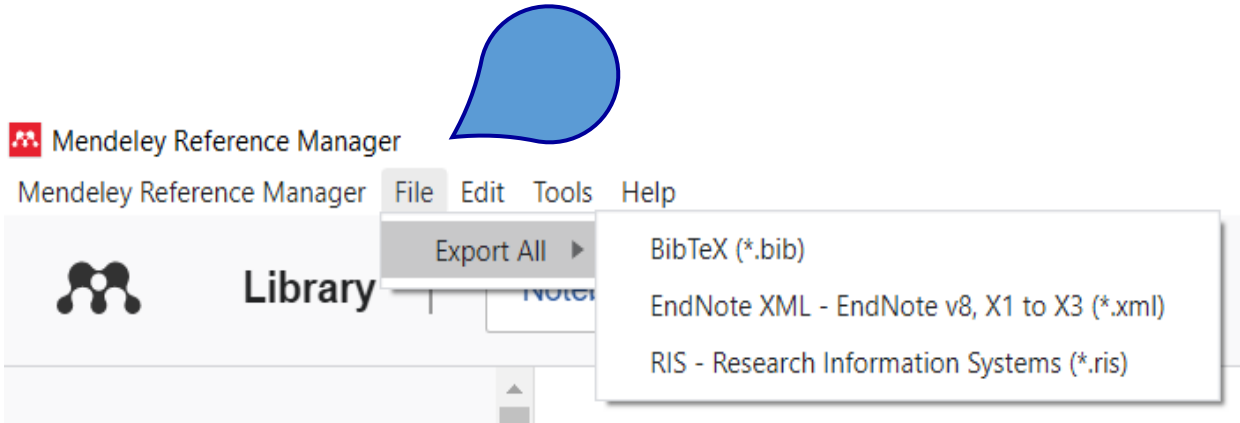 Mendeley Reference Manager
Mendeley Reference Manager File Edit Tools Help
Export All
BibTeX (*.bib)
Library
EndNote XML - EndNote v8, X1 to X3 (*.xml)
RIS - Research Information Systems (*.ris)